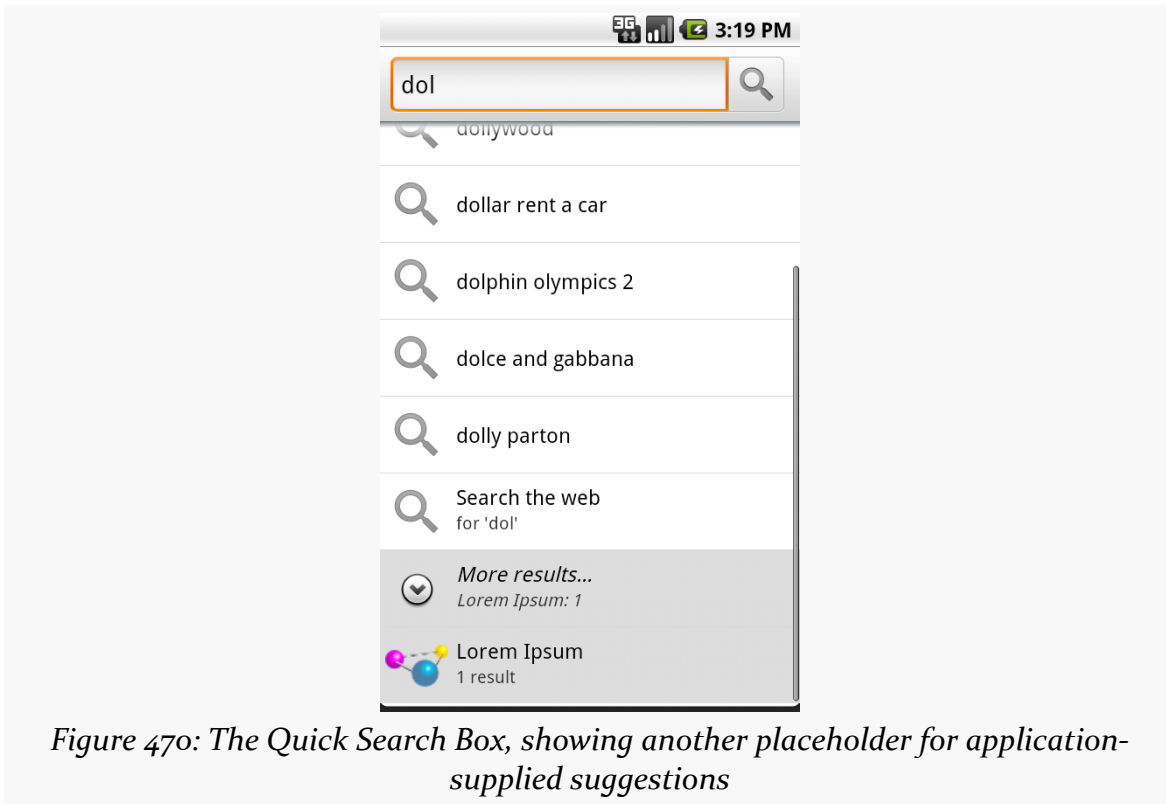 3G 3:19 PM
dol
dollywood
dollar rent a car
dolphin olympics 2
dolce and gabbana
dolly parton
Search the web
for 'dol'
More results...
Lorem Ipsum: 1
Lorem Ipsum
1 result
Figure 470: The Quick Search Box, showing another placeholder for application-
supplied suggestions